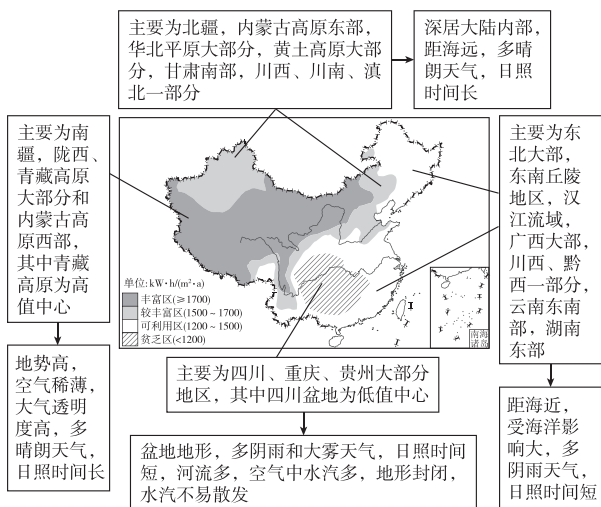 主要为北疆，内蒙古高原东部，
华北平原大部分，黄土高原大部
分，甘肃南部，川西、川南、滇
北一部分
深居大陆内部，
距海远，多晴
朗天气，日照
时间长
主要为南
疆，陇西、
青藏高原
大部分和
内蒙古高
原西部，
其中青藏
高原为高
值中心
地势高，
空气稀薄，
大气透明
度高，多
晴朗天气，
日照时间长
单位:kW·h/(m²·a)
丰富区(≥1700)
较丰富区(1500~1700)
可利用区(1200~1500)
贫乏区(<1200)
南海
诸岛
主要为东
北大部，
东南丘陵
地区，汉
江流域，
广西大部，
川西、黔
西一部分，
云南东南
部，湖南
东部
距海近，
受海洋影
响大，多
阴雨天气，
日照时间短
主要为四川、重庆、贵州大部分
地区，其中四川盆地为低值中心
盆地地形，多阴雨和大雾天气，日照时间
短，河流多，空气中水汽多，地形封闭，
水汽不易散发